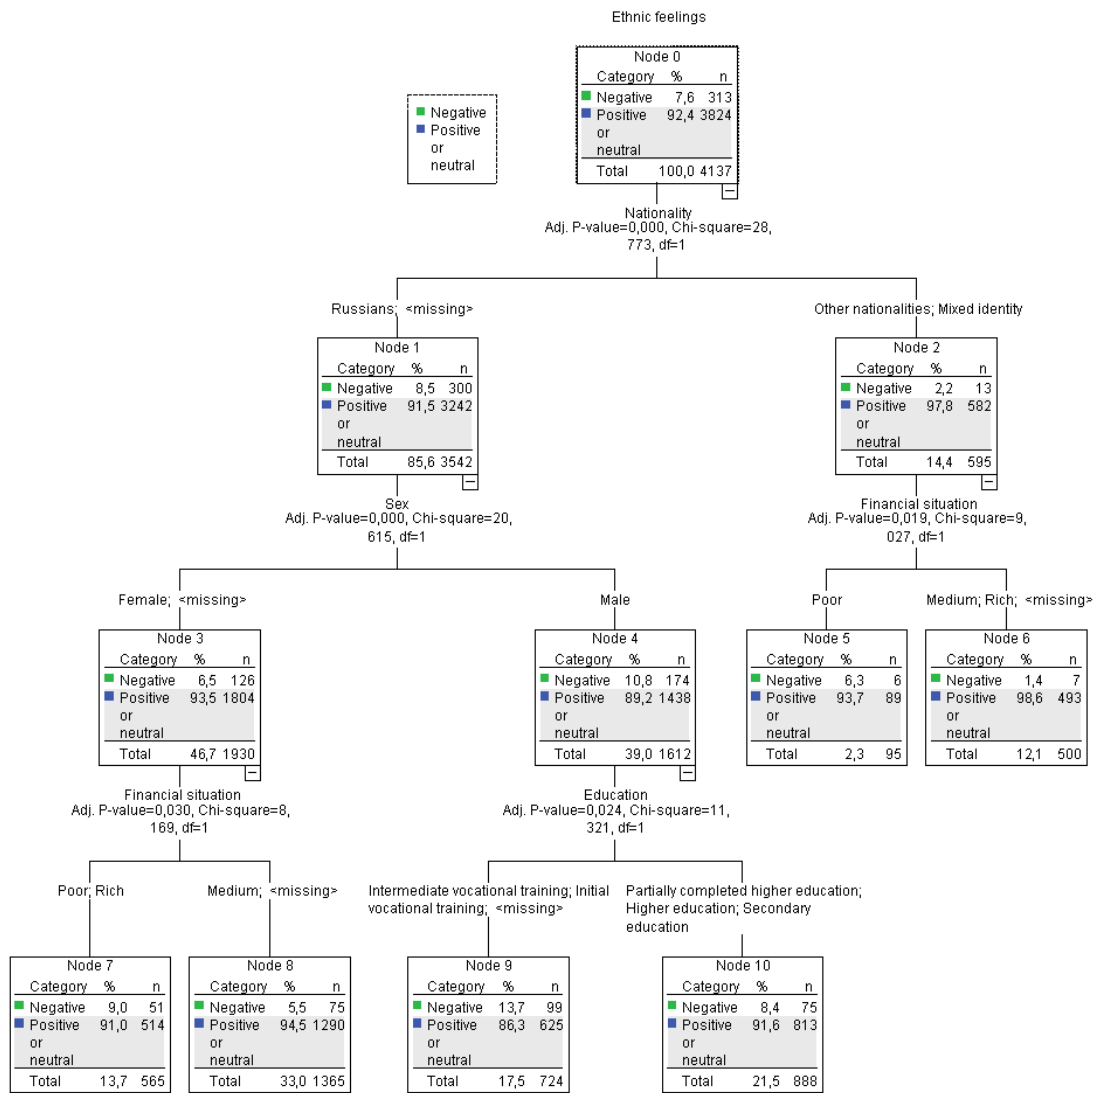 Ethnic feelings
Negative
Positive
or
neutral
Node 0
Category % n
Negative 7,6 313
Positive 92,4 3824
or
neutral
Total 100,0 4137
Nationality
Adj. P-value=0,000, Chi-square=28,
773, df=1
Russians; <missing>
Other nationalities; Mixed identity
Node 1
Category % n
Negative 8,5 300
Positive 91,5 3242
or
neutral
Total 85,6 3542
Node 2
Category % n
Negative 2,2 13
Positive 97,8 582
or
neutral
Total 14,4 595
Sex
Adj. P-value=0,000, Chi-square=20,
615, df=1
Financial situation
Adj. P-value=0,019, Chi-square=9,
027, df=1
Female; <missing>
Male
Poor
Medium; Rich; <missing>
Node 3
Category % n
Negative 6,5 126
Positive 93,5 1804
or
neutral
Total 46,7 1930
Node 4
Category % n
Negative 10,8 174
Positive 89,2 1438
or
neutral
Total 39,0 1612
Node 5
Category % n
Negative 6,3 6
Positive 93,7 89
or
neutral
Total 2,3 95
Node 6
Category % n
Negative 1,4 7
Positive 98,6 493
or
neutral
Total 12,1 500
Financial situation
Adj. P-value=0,030, Chi-square=8,
169, df=1
Education
Adj. P-value=0,024, Chi-square=11,
321, df=1
Poor; Rich
Medium; <missing>
Intermediate vocational training; Initial
vocational training; <missing>
Partially completed higher education;
Higher education; Secondary
education
Node 7
Category % n
Negative 9,0 51
Positive 91,0 514
or
neutral
Total 13,7 565
Node 8
Category % n
Negative 5,5 75
Positive 94,5 1290
or
neutral
Total 33,0 1365
Node 9
Category % n
Negative 13,7 99
Positive 86,3 625
or
neutral
Total 17,5 724
Node 10
Category % n
Negative 8,4 75
Positive 91,6 813
or
neutral
Total 21,5 888